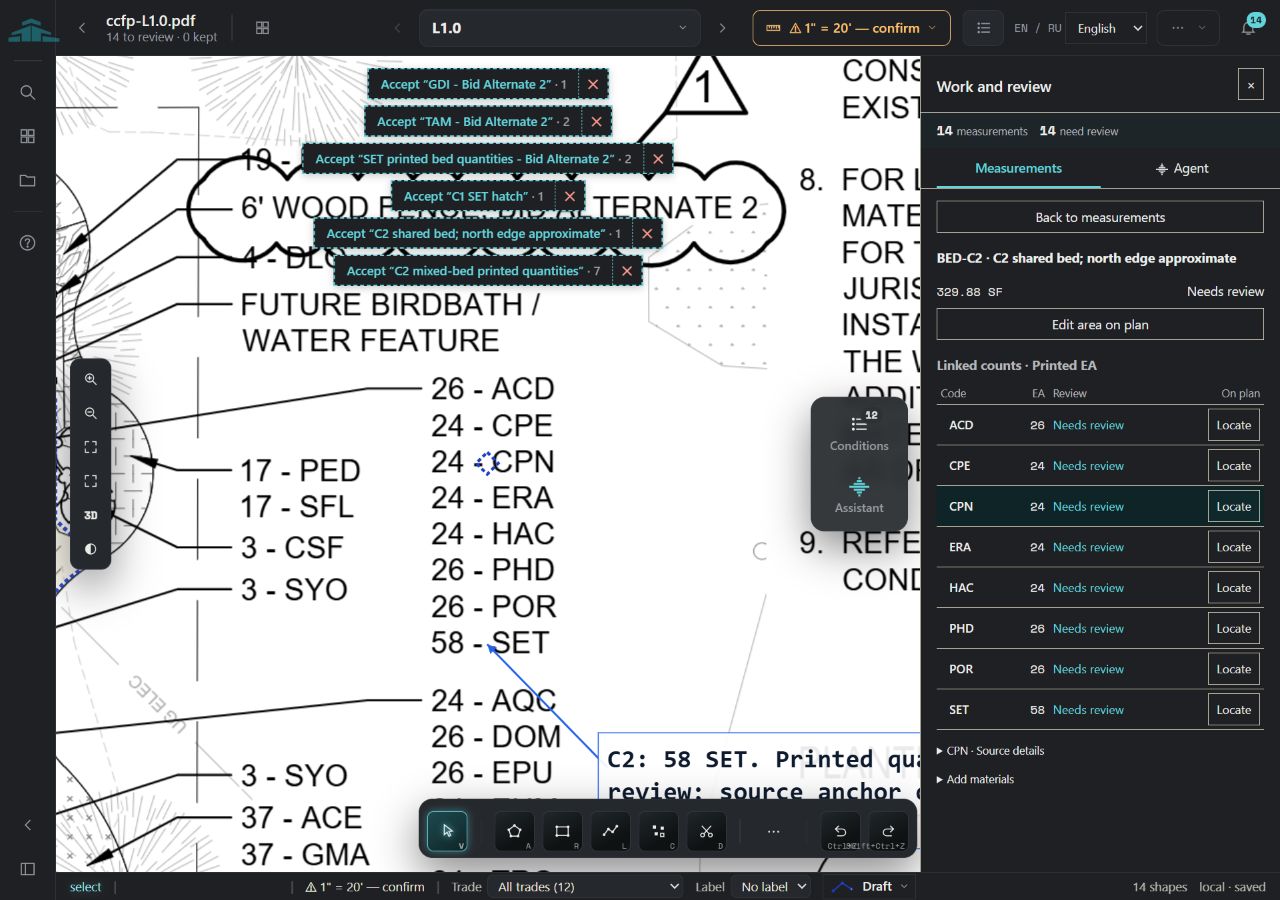 ccfp-L1.0.pdf
14 to review · 0 kept
L1.0
1" = 20' — confirm
EN / RU
English
14
Accept “GDI - Bid Alternate 2” · 1
Accept “TAM - Bid Alternate 2” · 2
Accept “SET printed bed quantities - Bid Alternate 2” · 2
Accept “C1 SET hatch” · 1
Accept “C2 shared bed; north edge approximate” · 1
Accept “C2 mixed-bed printed quantities” · 7
1
19 -
6' WOOD
TERNATE 2
FUTURE BIRDBATH /
WATER FEATURE
26 - ACD
24 - CPE
24 - CPN
24 - ERA
24 - HAC
26 - PHD
26 - POR
58 - SET
17 - PED
17 - SFL
3 - CSF
3 - SYO
24 - AQC
26 - DOM
26 - EPU
3 - SYO
37 - ACE
37 - GMA
UG ELEC
C2: 58 SET. Printed qua
review; source anchor
CONS
EXIST
8. FOR L
MATE
FOR T
JURIS
INSTA
THE W
9. REFE
COND
3D
12
Conditions
Assistant
V
A
R
L
C
D
Work and review
×
14 measurements 14 need review
Measurements
Agent
Back to measurements
BED-C2 · C2 shared bed; north edge approximate
329.88 SF
Needs review
Edit area on plan
Linked counts · Printed EA
Code EA Review On plan
ACD 26 Needs review Locate
CPE 24 Needs review Locate
CPN 24 Needs review Locate
ERA 24 Needs review Locate
HAC 24 Needs review Locate
PHD 26 Needs review Locate
POR 26 Needs review Locate
SET 58 Needs review Locate
CPN · Source details
Add materials
select
1" = 20' — confirm
Trade
All trades (12)
Label
No label
Draft
14 shapes
local · saved